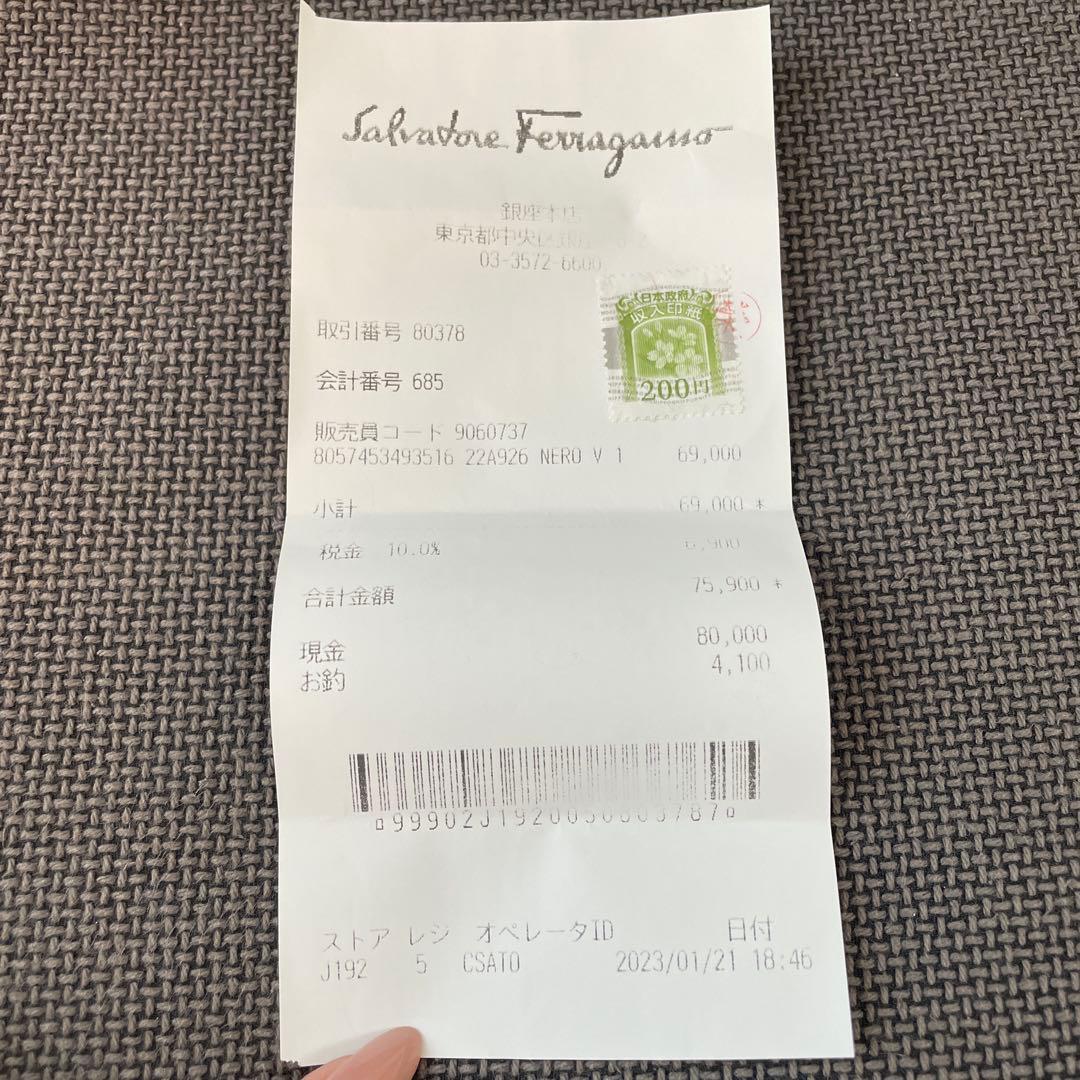 Salvatore Ferragamo
銀座本店
東京都中央区銀座
03-3572-6600
日本政府
収入印紙
200円
取引番号 80378
会計番号 685
販売員コード 9060737
8057453493516 22A926 NERO V 1 69,000
小計 69,000 *
税金 10.0% 6,900
合計金額 75,900 *
現金 80,000
お釣 4,100
ストア レジ オペレータID 日付
J192 5 CSATO 2023/01/21 18:46